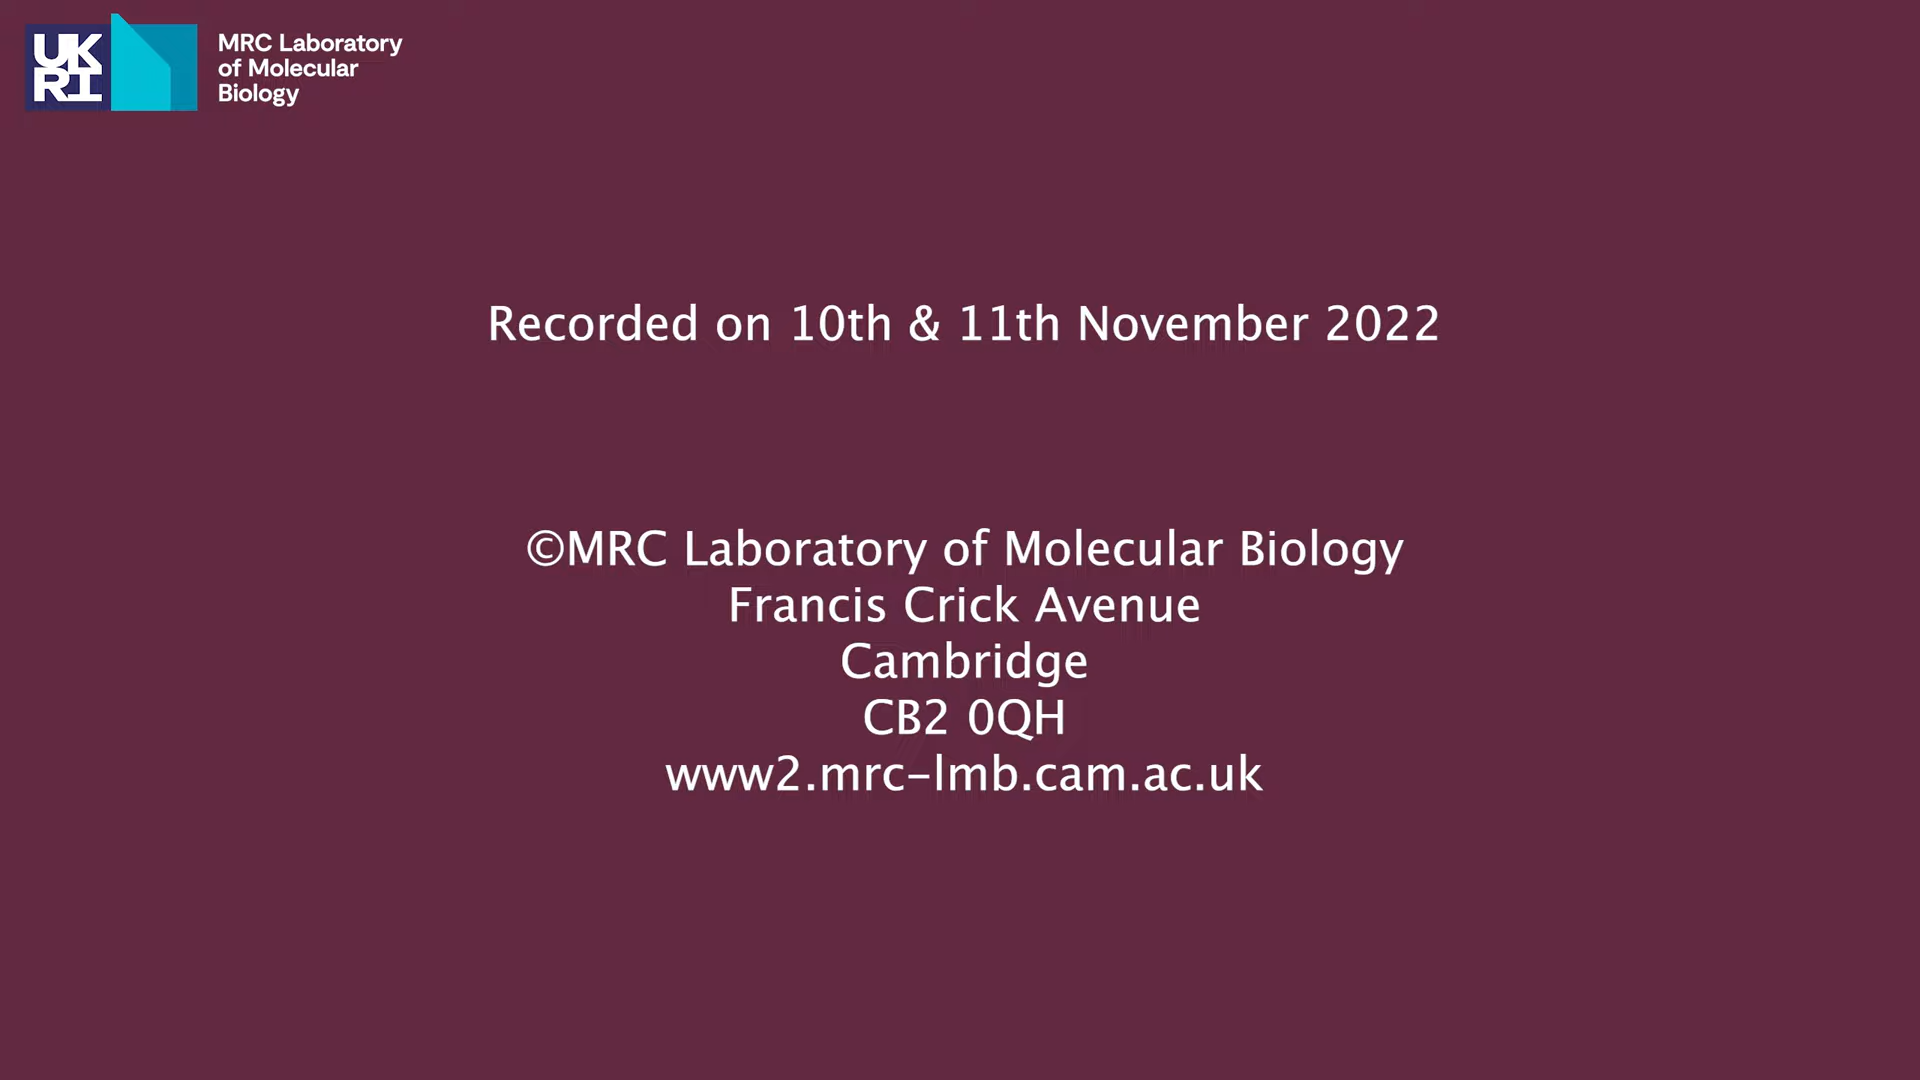 UK
RI
MRC Laboratory
of Molecular
Biology
Recorded on 10th & 11th November 2022
©MRC Laboratory of Molecular Biology
Francis Crick Avenue
Cambridge
CB2 0QH
www2.mrc-lmb.cam.ac.uk